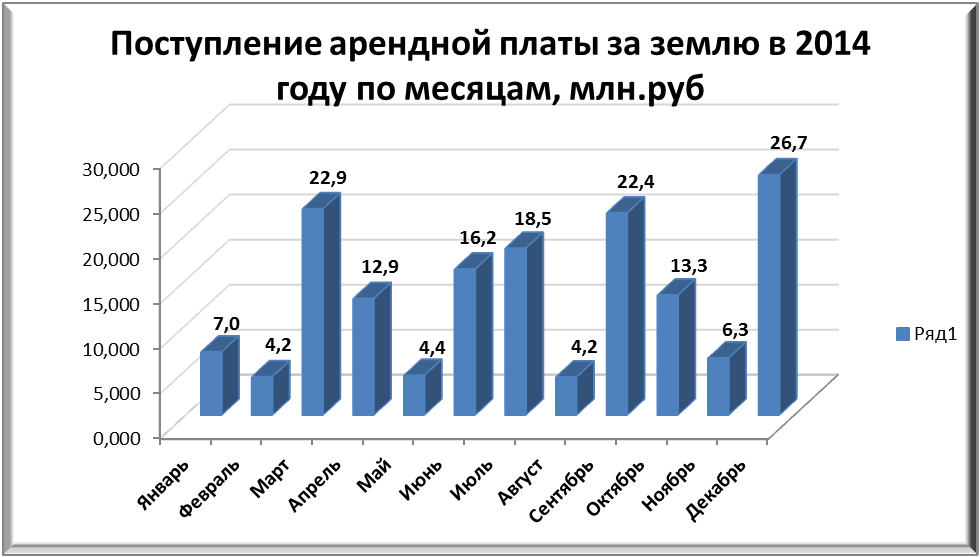 Поступление арендной платы за землю в 2014
году по месяцам, млн.руб
30,000
25,000
20,000
15,000
10,000
5,000
0,000
7,0
4,2
22,9
12,9
4,4
16,2
18,5
4,2
22,4
13,3
6,3
26,7
Январь
Февраль
Март
Апрель
Май
Июнь
Июль
Август
Сентябрь
Октябрь
Ноябрь
Декабрь
Ряд1